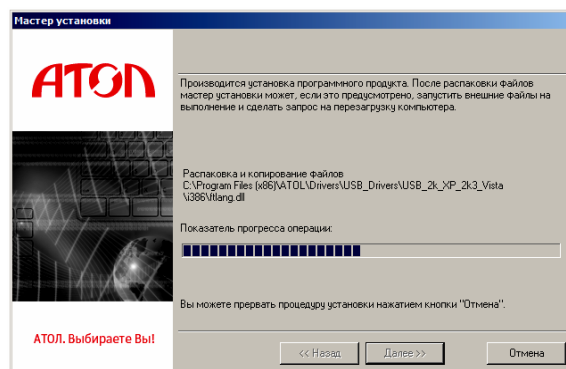 Мастер установки
АТОЛ
Производится установка программного продукта. После распаковки файлов
мастер установки может, если это предусмотрено, запустить внешние файлы на
выполнение и сделать запрос на перезагрузку компьютера.
Распаковка и копирование файлов
C:\Program Files (x86)\ATOL\Drivers\USB_Drivers\USB_2k_XP_2k3_Vista
\i386\ftlang.dll
Показатель прогресса операции:
Вы можете прервать процедуру установки нажатием кнопки "Отмена".
АТОЛ. Выбираете Вы!
<< Назад
Далее >>
Отмена